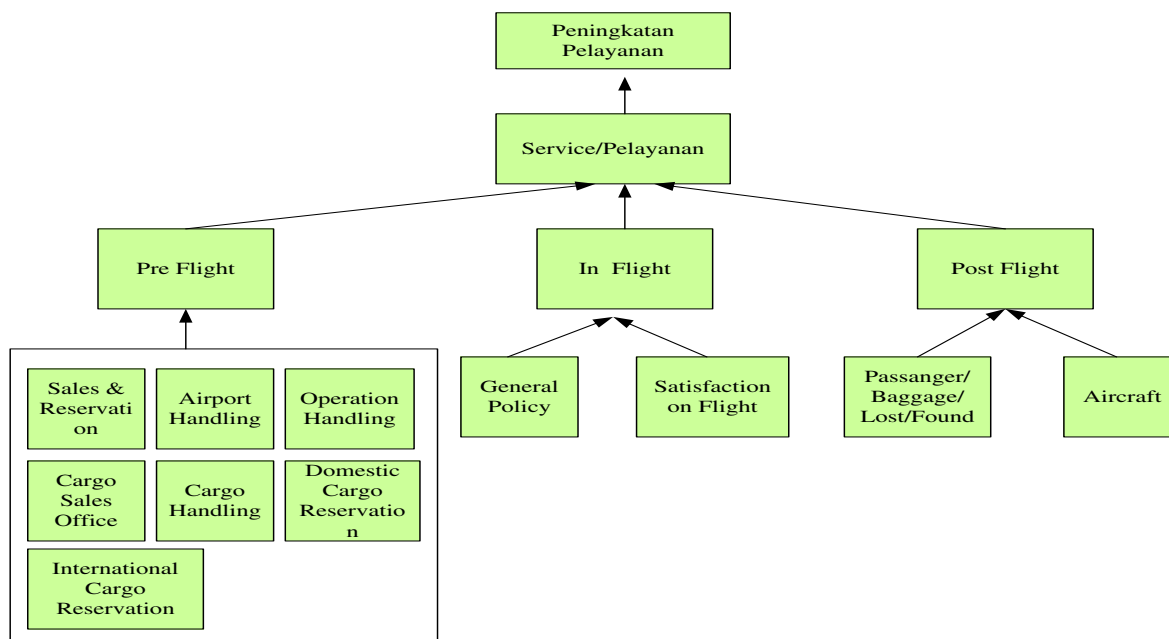 Peningkatan
Pelayanan
Service/Pelayanan
Pre Flight
In Flight
Post Flight
General
Policy
Satisfaction
on Flight
Passanger/
Baggage/
Lost/Found
Aircraft
Sales &
Reservati
on
Airport
Handling
Operation
Handling
Cargo
Sales
Office
Cargo
Handling
Domestic
Cargo
Reservatio
n
International
Cargo
Reservation